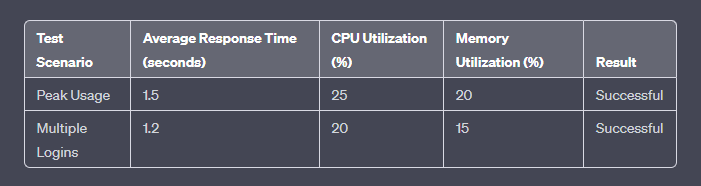 Test Scenario | Average Response Time (seconds) | CPU Utilization (%) | Memory Utilization (%) | Result
Peak Usage | 1.5 | 25 | 20 | Successful
Multiple Logins | 1.2 | 20 | 15 | Successful